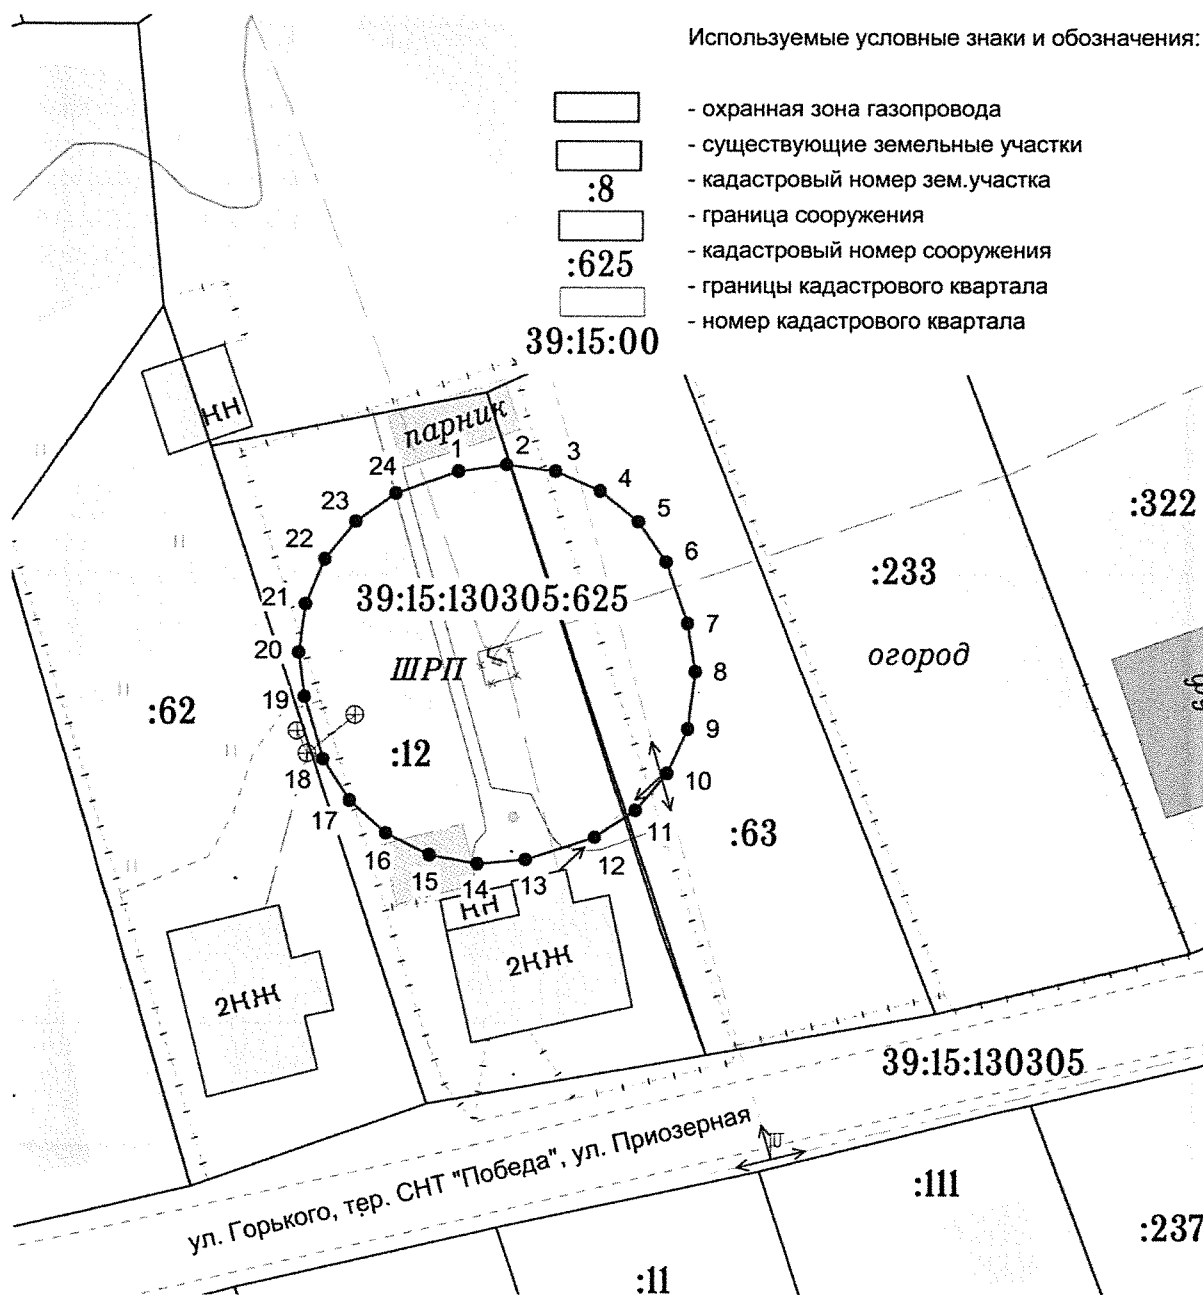 Используемые условные знаки и обозначения:
- охранная зона газопровода
- существующие земельные участки
:8
- кадастровый номер зем.участка
- граница сооружения
:625
- кадастровый номер сооружения
- границы кадастрового квартала
39:15:00
- номер кадастрового квартала
КН
парник
24
1
2
3
4
23
5
22
6
:322
:233
39:15:130305:625
21
7
20
ШРП
8
огород
19
:62
9
:12
18
10
17
11
:63
16
12
15
14
13
КН
2КЖ
2КЖ
39:15:130305
ул. Горького, тер. СНТ "Победа", ул. Приозерная
:111
:237
:11